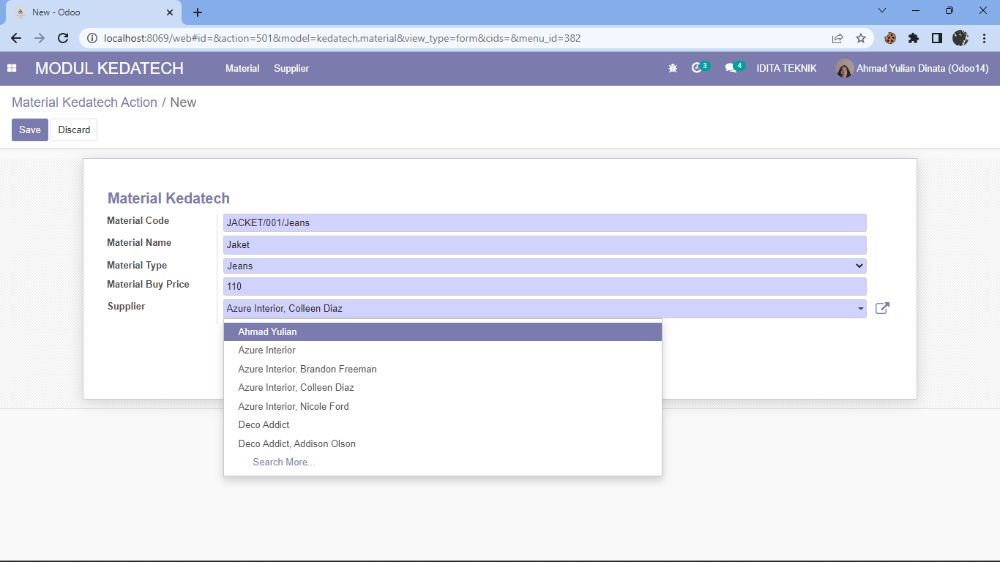 New - Odoo
localhost:8069/web#id=&action=501&model=kedatech.material&view_type=form&cids=&menu_id=382
MODUL KEDATECH Material Supplier 3 4 IDITA TEKNIK Ahmad Yulian Dinata (Odoo14)
Material Kedatech Action / New
Save Discard
Material Kedatech
Material Code JACKET/001/Jeans
Material Name Jaket
Material Type Jeans
Material Buy Price 110
Supplier Azure Interior, Colleen Diaz
Ahmad Yulian
Azure Interior
Azure Interior, Brandon Freeman
Azure Interior, Colleen Diaz
Azure Interior, Nicole Ford
Deco Addict
Deco Addict, Addison Olson
Search More...